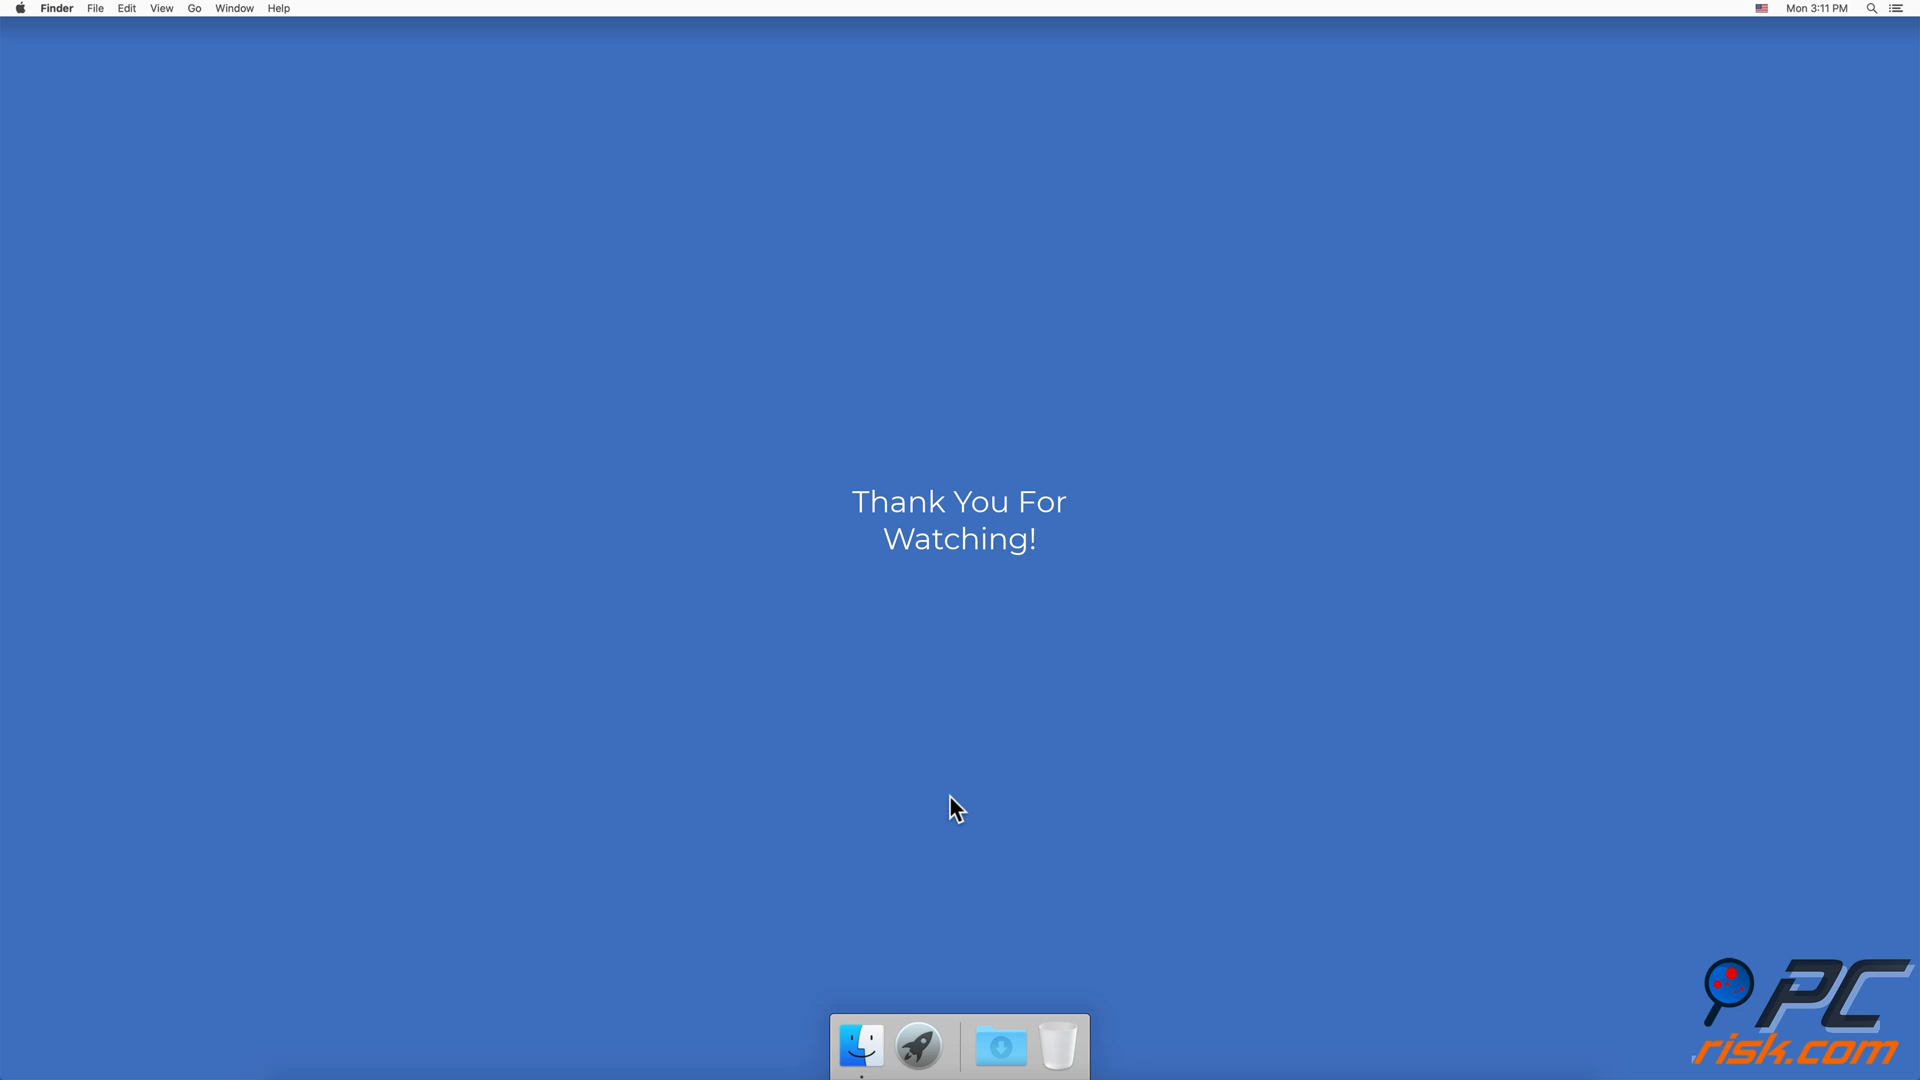 Finder File Edit View Go Window Help Mon 3:11 PM
Thank You For
Watching!
PC
risk.com